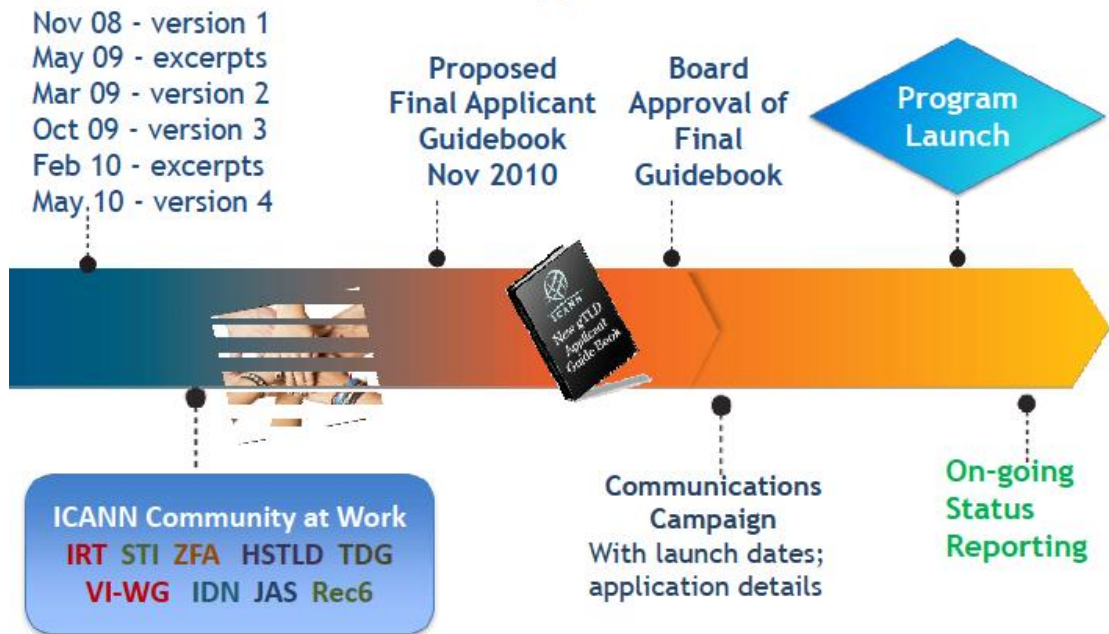 Nov 08 - version 1
May 09 - excerpts
Mar 09 - version 2
Oct 09 - version 3
Feb 10 - excerpts
May 10 - version 4
Proposed
Final Applicant
Guidebook
Nov 2010
Board
Approval of
Final
Guidebook
Program
Launch
ICANN
New gTLD
Applicant
Guide Book
ICANN Community at Work
IRT STI ZFA HSTLD TDG
VI-WG IDN JAS Rec6
Communications
Campaign
With launch dates;
application details
On-going
Status
Reporting